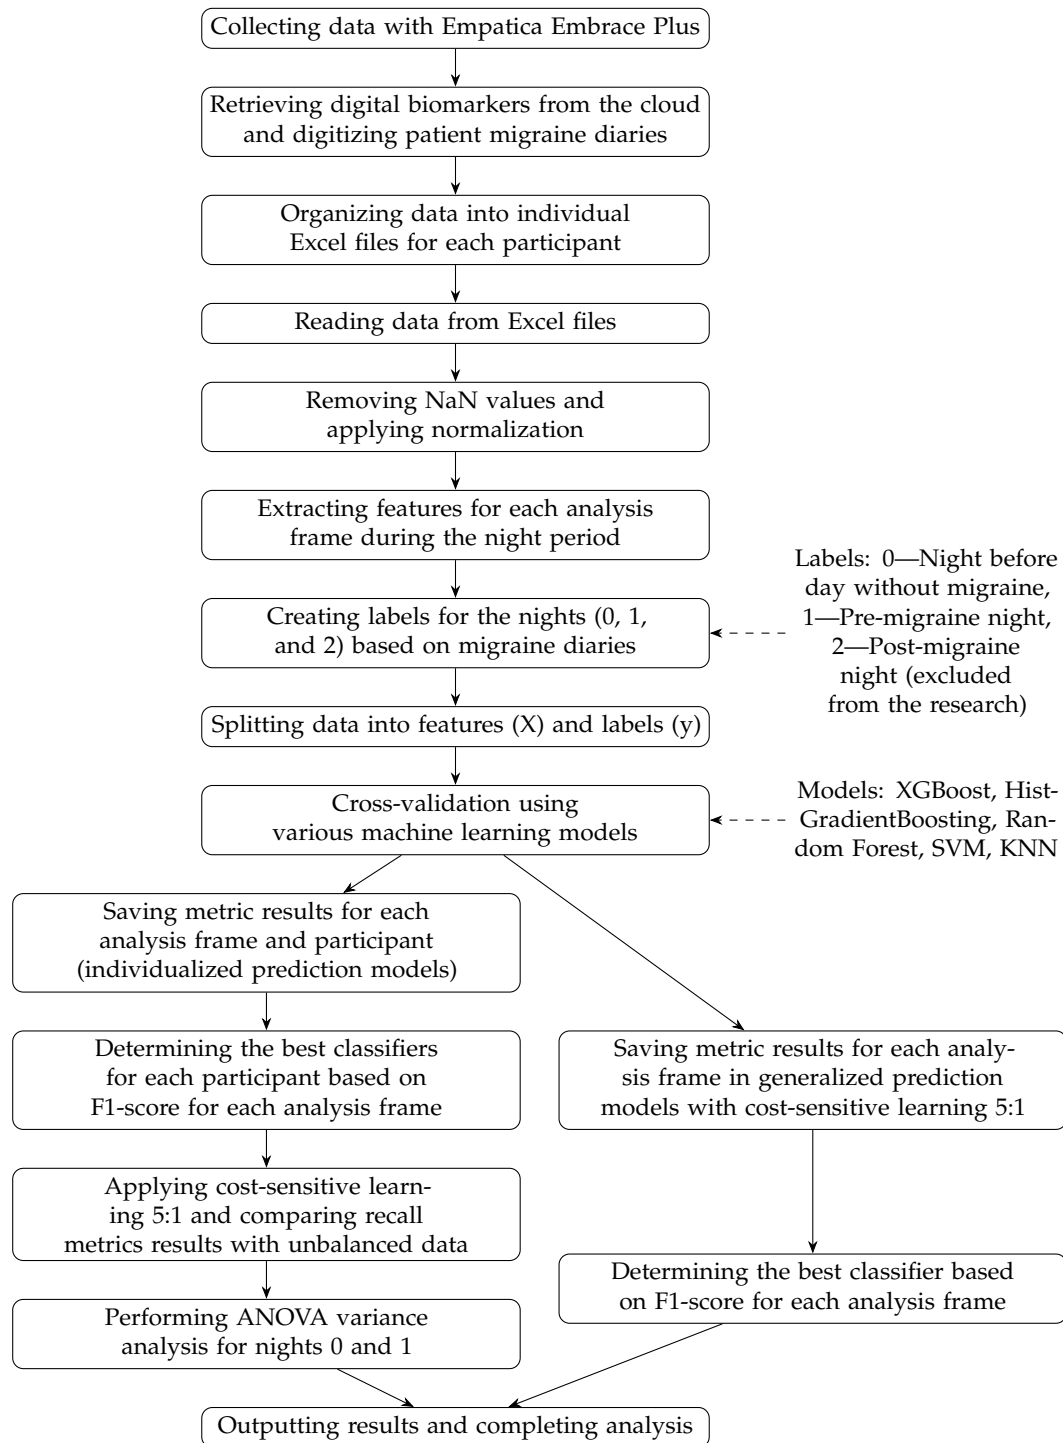 Collecting data with Empatica Embrace Plus
Retrieving digital biomarkers from the cloud
and digitizing patient migraine diaries
Organizing data into individual
Excel files for each participant
Reading data from Excel files
Removing NaN values and
applying normalization
Extracting features for each analysis
frame during the night period
Creating labels for the nights (0, 1,
and 2) based on migraine diaries
Labels: 0—Night before
day without migraine,
1—Pre-migraine night,
2—Post-migraine
night (excluded
from the research)
Splitting data into features (X) and labels (y)
Cross-validation using
various machine learning models
Models: XGBoost, Hist-
GradientBoosting, Ran-
dom Forest, SVM, KNN
Saving metric results for each
analysis frame and participant
(individualized prediction models)
Determining the best classifiers
for each participant based on
F1-score for each analysis frame
Applying cost-sensitive learn-
ing 5:1 and comparing recall
metrics results with unbalanced data
Performing ANOVA variance
analysis for nights 0 and 1
Saving metric results for each analy-
sis frame in generalized prediction
models with cost-sensitive learning 5:1
Determining the best classifier based
on F1-score for each analysis frame
Outputting results and completing analysis